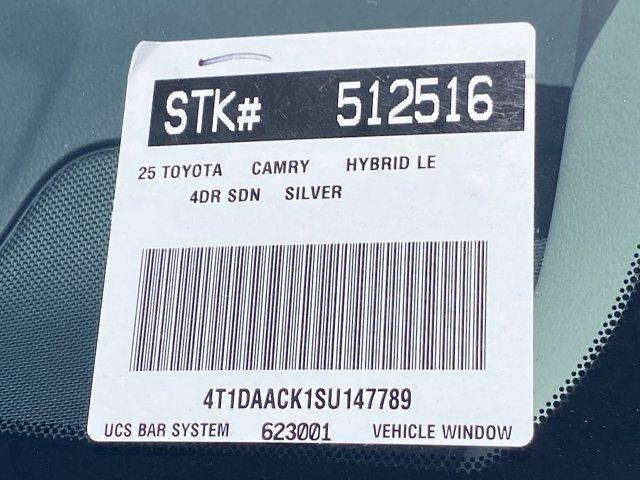 STK# 512516
25 TOYOTA CAMRY HYBRID LE
4DR SDN SILVER
4T1DAACK1SU147789
UCS BAR SYSTEM 623001 VEHICLE WINDOW